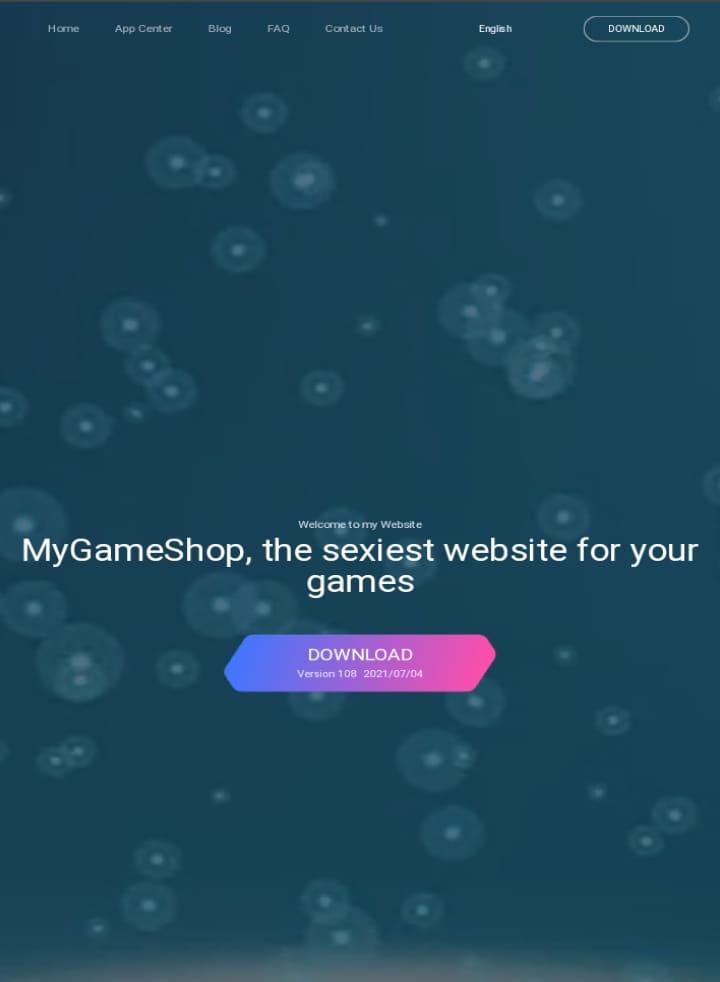 Home App Center Blog FAQ Contact Us English DOWNLOAD
Welcome to my Website
MyGameShop, the sexiest website for your
games
DOWNLOAD
Version 108 2021/07/04